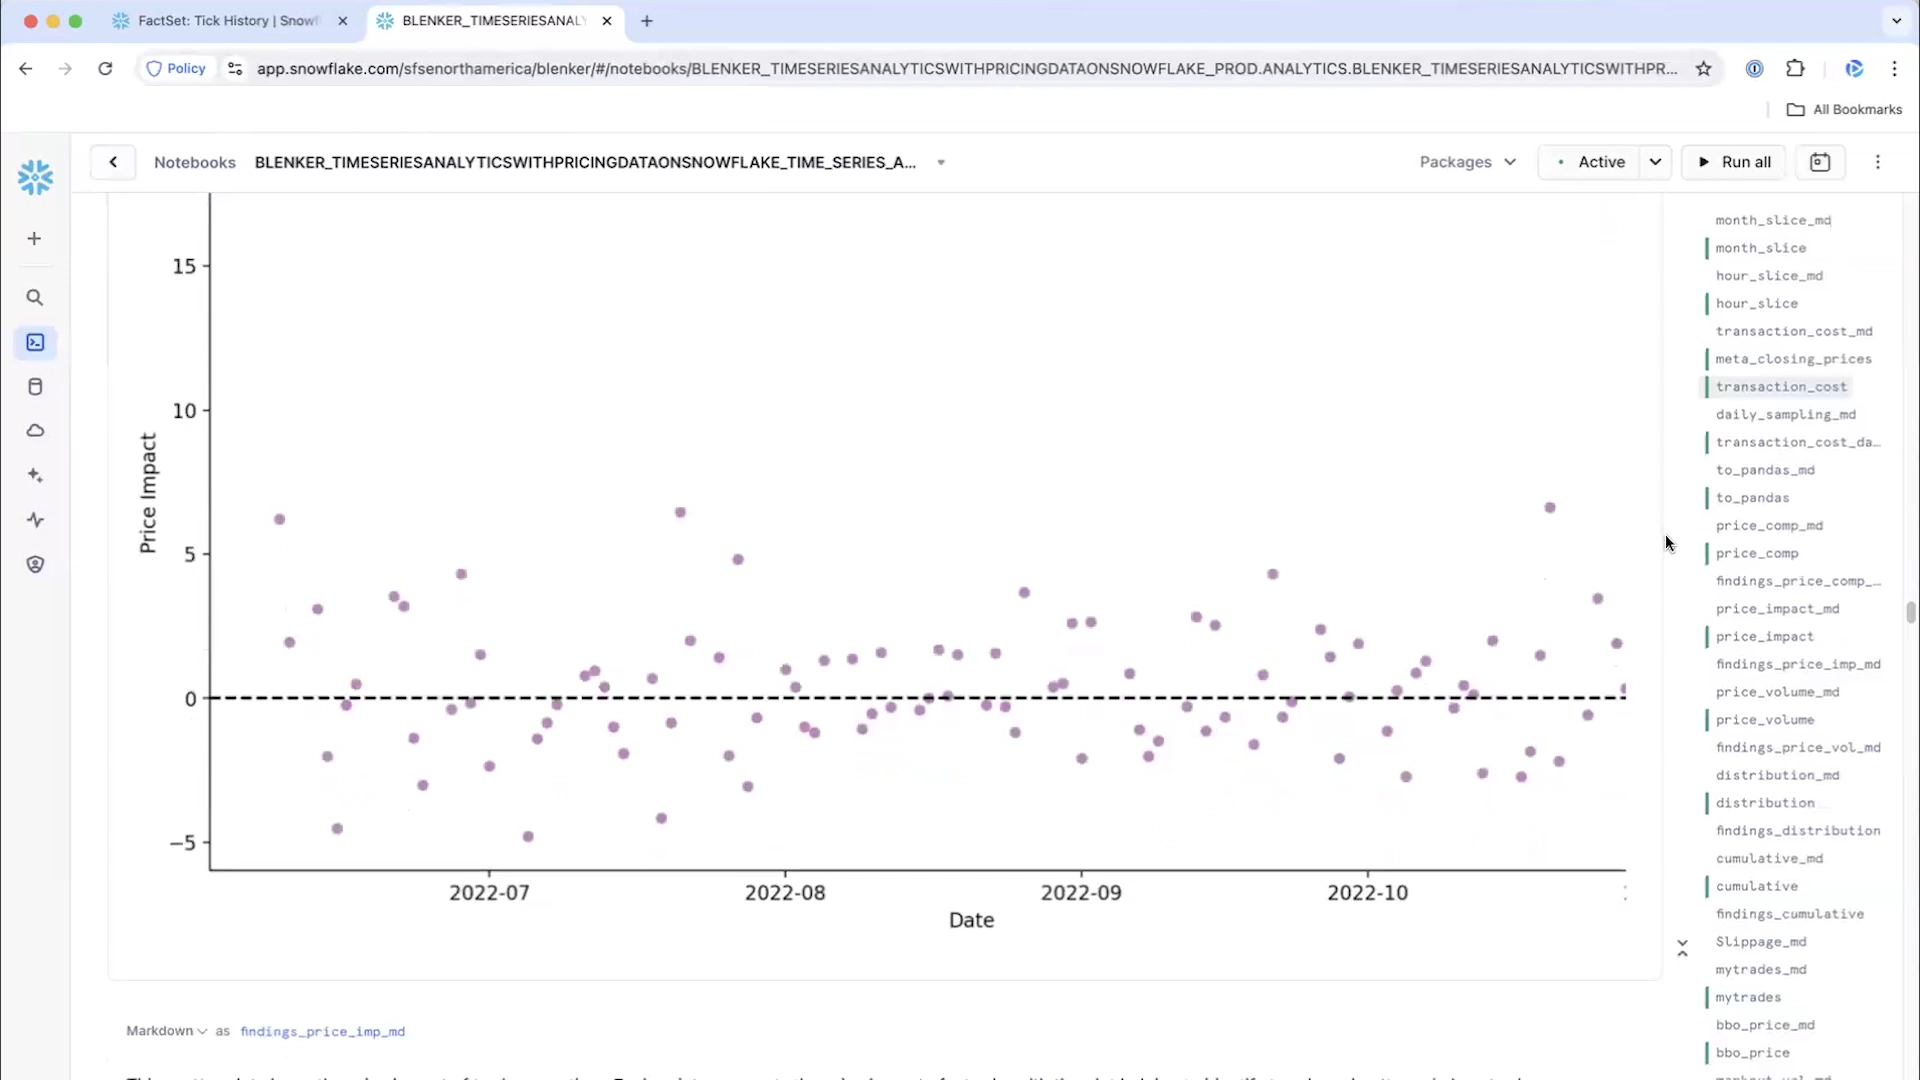 FactSet: Tick History | Snowf
BLENKER_TIMESERIESANALY
Policy
app.snowflake.com/sfsenorthamerica/blenker/#/notebooks/BLENKER_TIMESERIESANALYTICSWITHPRICINGDATAONSNOWFLAKE_PROD.ANALYTICS.BLENKER_TIMESERIESANALYTICSWITHPR...
All Bookmarks
Notebooks
BLENKER_TIMESERIESANALYTICSWITHPRICINGDATAONSNOWFLAKE_TIME_SERIES_A...
Packages
Active
Run all
15
10
5
0
−5
Price Impact
2022-07
2022-08
2022-09
2022-10
Date
Markdown as findings_price_imp_md
month_slice_md
month_slice
hour_slice_md
hour_slice
transaction_cost_md
meta_closing_prices
transaction_cost
daily_sampling_md
transaction_cost_da...
to_pandas_md
to_pandas
price_comp_md
price_comp
findings_price_comp_...
price_impact_md
price_impact
findings_price_imp_md
price_volume_md
price_volume
findings_price_vol_md
distribution_md
distribution
findings_distribution
cumulative_md
cumulative
findings_cumulative
Slippage_md
mytrades_md
mytrades
bbo_price_md
bbo_price